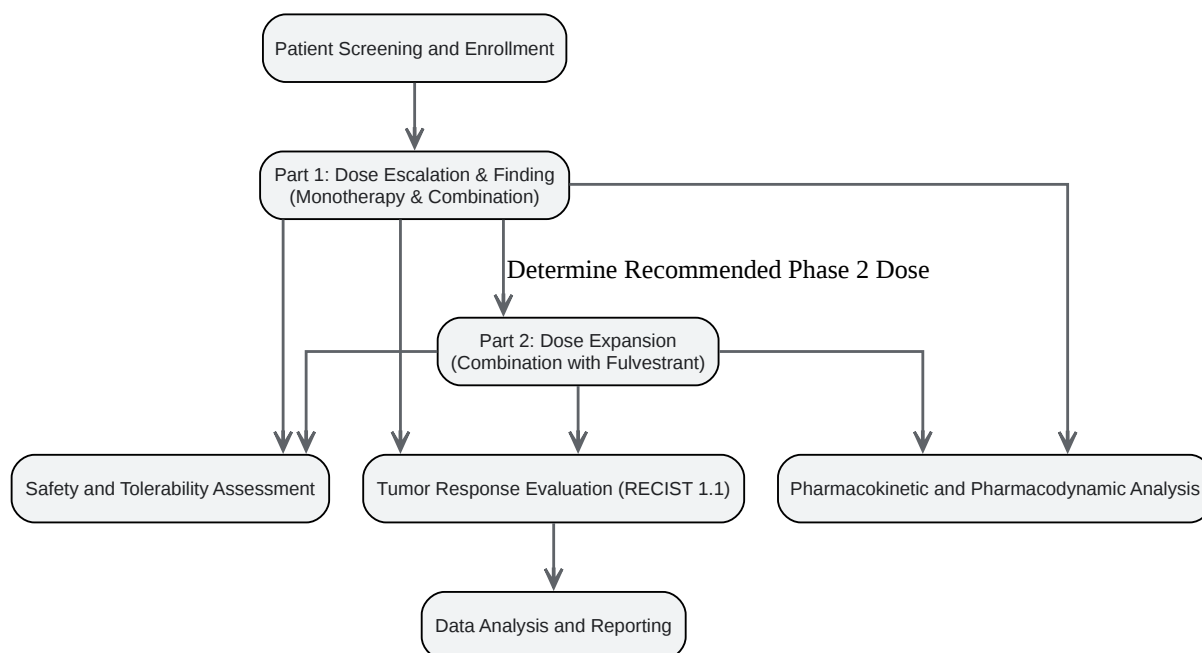 Patient Screening and Enrollment
Part 1: Dose Escalation & Finding
(Monotherapy & Combination)
Determine Recommended Phase 2 Dose
Part 2: Dose Expansion
(Combination with Fulvestrant)
Safety and Tolerability Assessment
Tumor Response Evaluation (RECIST 1.1)
Pharmacokinetic and Pharmacodynamic Analysis
Data Analysis and Reporting